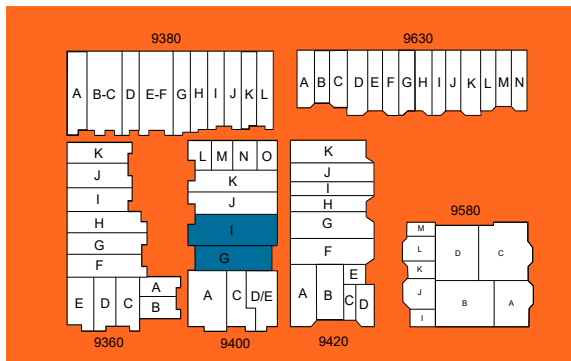 9380 9630
A B-C D E-F G H I J K L
A B C D E F G H I J K L M N
K
J
I
H
G
F
E D C A
B
9360
L M N O
K
J
I
G
A C D/E
9400
K
J
I
H
G
F
A B E
C D
9420
9580
M
L
K
J
I
D C
B A